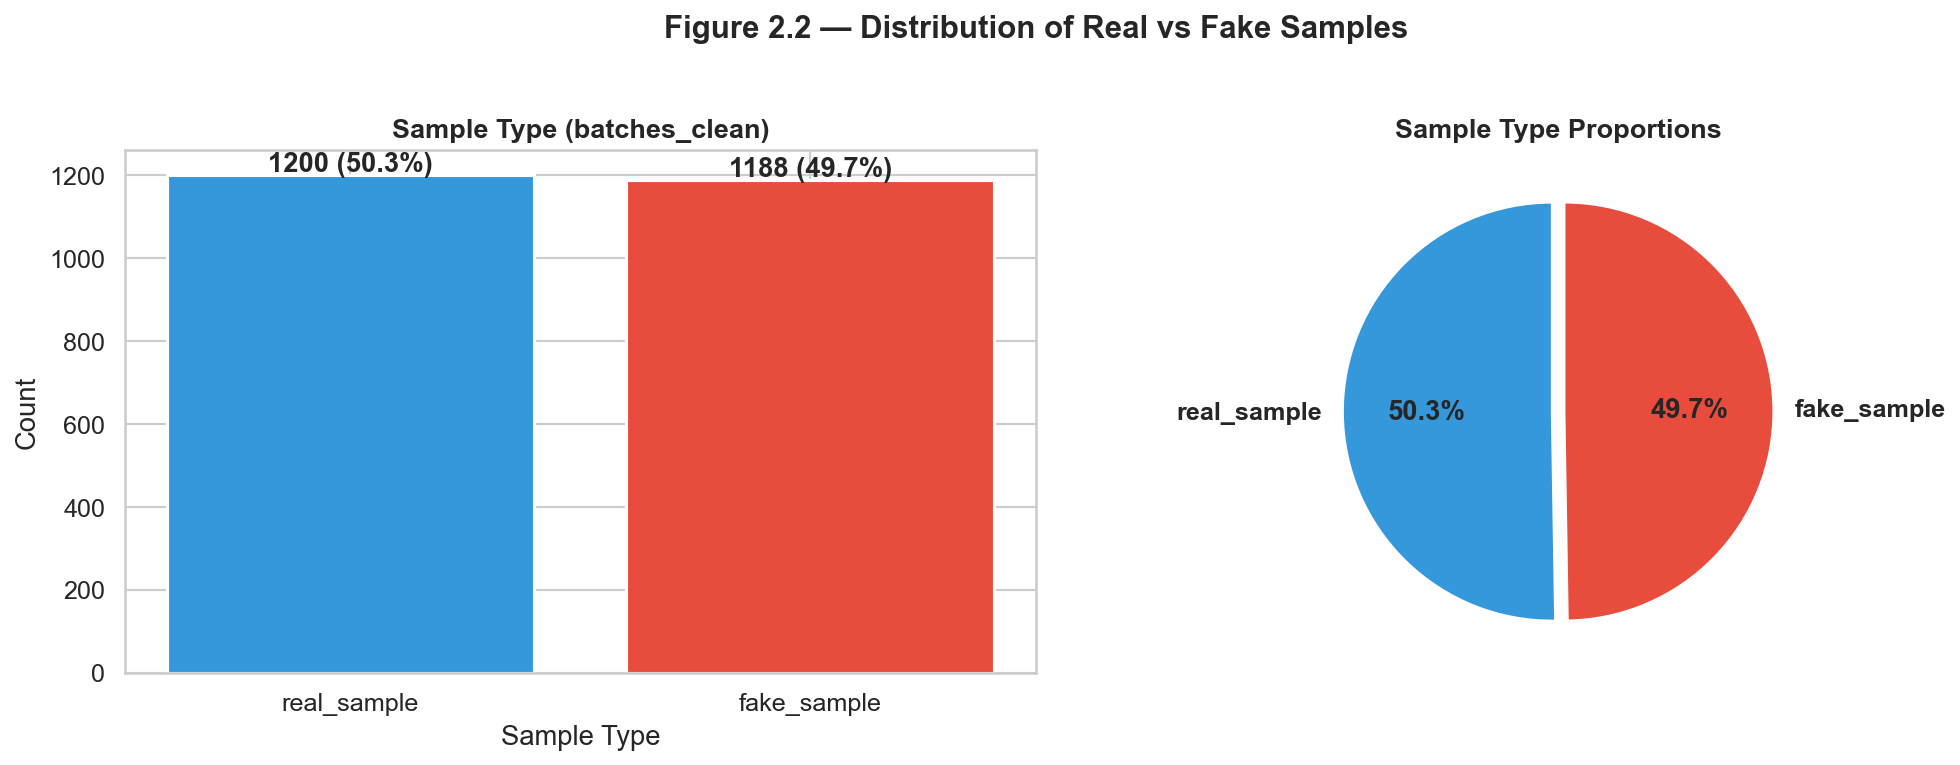 Figure 2.2 — Distribution of Real vs Fake Samples
Sample Type (batches_clean)
1200 (50.3%)
1188 (49.7%)
1200
1000
800
600
400
200
0
Count
real_sample
fake_sample
Sample Type
Sample Type Proportions
real_sample
50.3%
49.7%
fake_sample